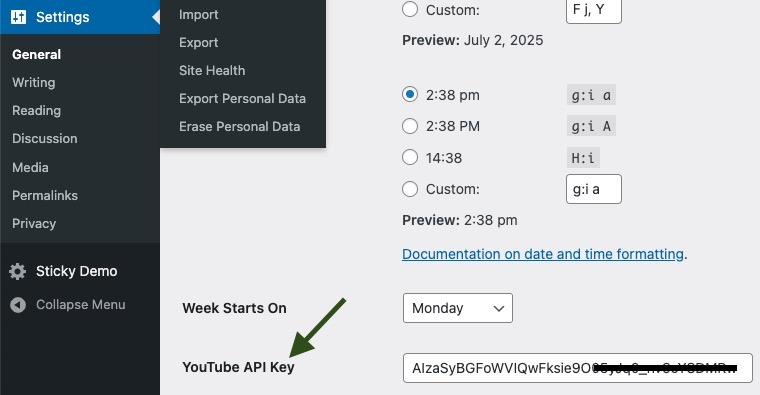 Settings
General
Writing
Reading
Discussion
Media
Permalinks
Privacy
Sticky Demo
Collapse Menu
Import
Export
Site Health
Export Personal Data
Erase Personal Data
Custom: F j, Y
Preview: July 2, 2025
2:38 pm g:i a
2:38 PM g:i A
14:38 H:i
Custom: g:i a
Preview: 2:38 pm
Documentation on date and time formatting.
Week Starts On Monday
YouTube API Key AIzaSyBGFoWVIQwFksie9O